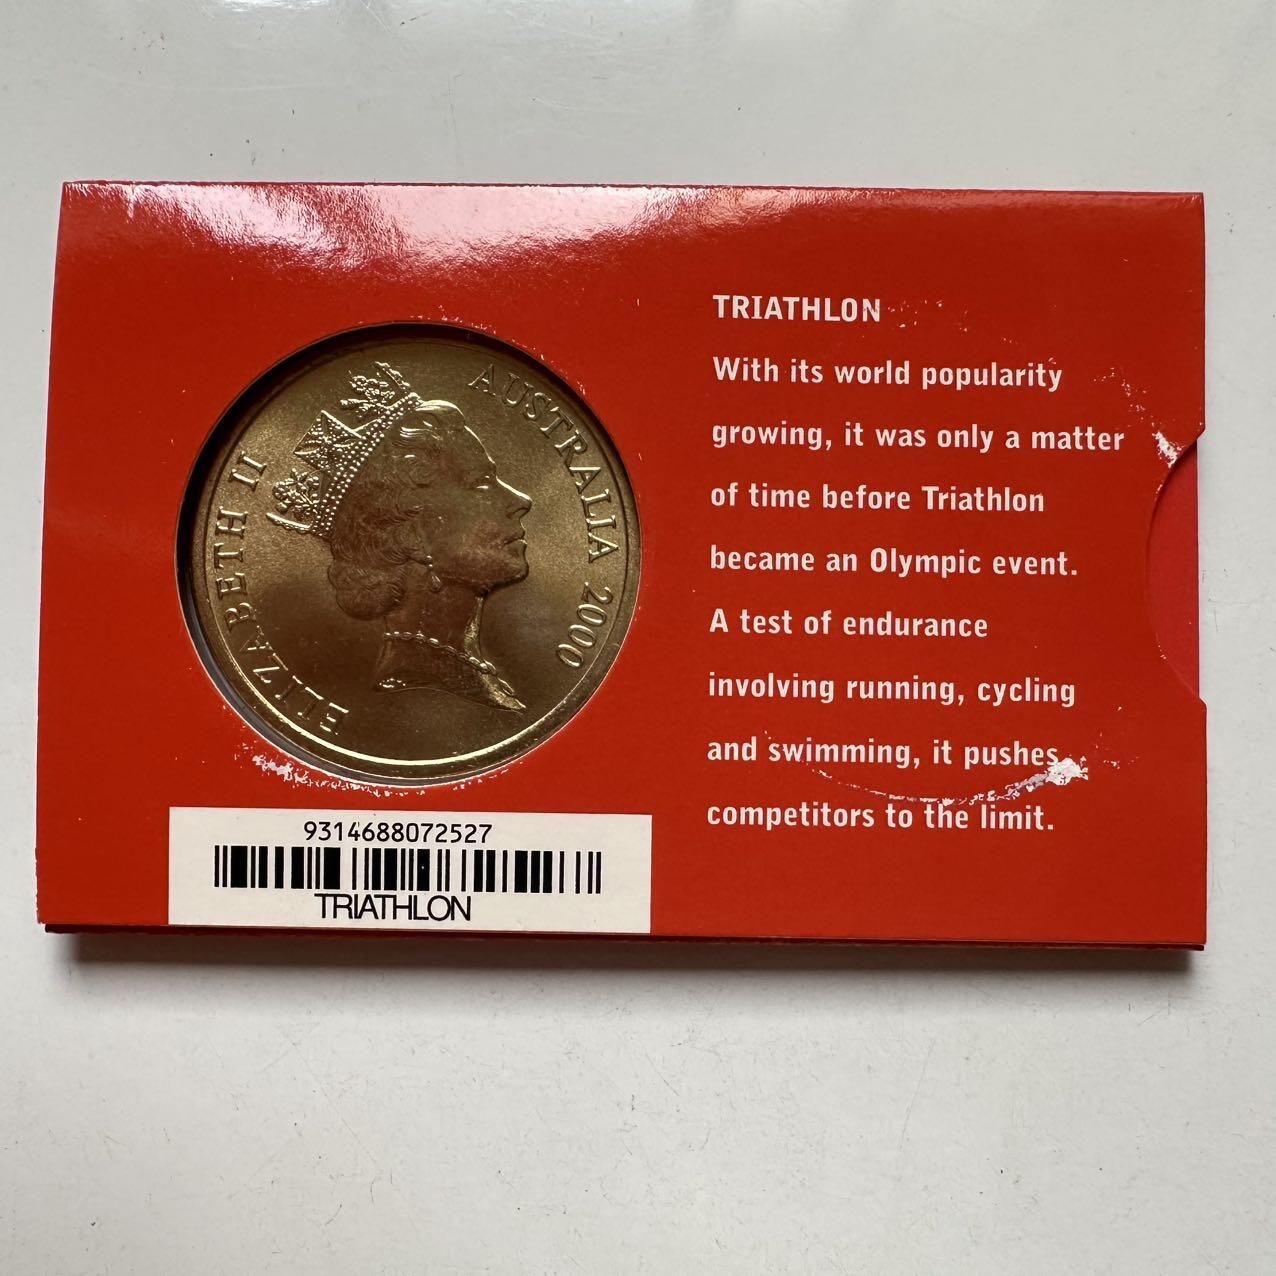 ELIZABETH II
AUSTRALIA 2000
TRIATHLON
With its world popularity
growing, it was only a matter
of time before Triathlon
became an Olympic event.
A test of endurance
involving running, cycling
and swimming, it pushes
competitors to the limit.
9314688072527
TRIATHLON